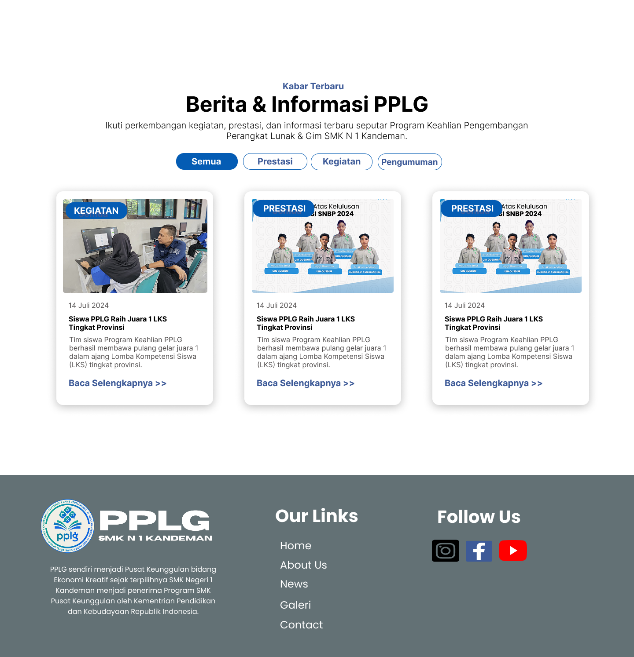 Kabar Terbaru
Berita & Informasi PPLG
Ikuti perkembangan kegiatan, prestasi, dan informasi terbaru seputar Program Keahlian Pengembangan
Perangkat Lunak & Gim SMK N 1 Kandeman.
Semua
Prestasi
Kegiatan
Pengumuman
KEGIATAN
14 Juli 2024
Siswa PPLG Raih Juara 1 LKS
Tingkat Provinsi
Tim siswa Program Keahlian PPLG
berhasil membawa pulang gelar juara 1
dalam ajang Lomba Kompetensi Siswa
(LKS) tingkat provinsi.
Baca Selengkapnya >>
PRESTASI
Atas Kelulusan
SI SNBP 2024
14 Juli 2024
Siswa PPLG Raih Juara 1 LKS
Tingkat Provinsi
Tim siswa Program Keahlian PPLG
berhasil membawa pulang gelar juara 1
dalam ajang Lomba Kompetensi Siswa
(LKS) tingkat provinsi.
Baca Selengkapnya >>
PRESTASI
Atas Kelulusan
SI SNBP 2024
14 Juli 2024
Siswa PPLG Raih Juara 1 LKS
Tingkat Provinsi
Tim siswa Program Keahlian PPLG
berhasil membawa pulang gelar juara 1
dalam ajang Lomba Kompetensi Siswa
(LKS) tingkat provinsi.
Baca Selengkapnya >>
pplg
PPLG
SMK N 1 KANDEMAN
PPLG sendiri menjadi Pusat Keunggulan bidang
Ekonomi Kreatif sejak terpilihnya SMK Negeri 1
Kandeman menjadi penerima Program SMK
Pusat Keunggulan oleh Kementrian Pendidikan
dan Kebudayaan Republik Indonesia.
Our Links
Home
About Us
News
Galeri
Contact
Follow Us